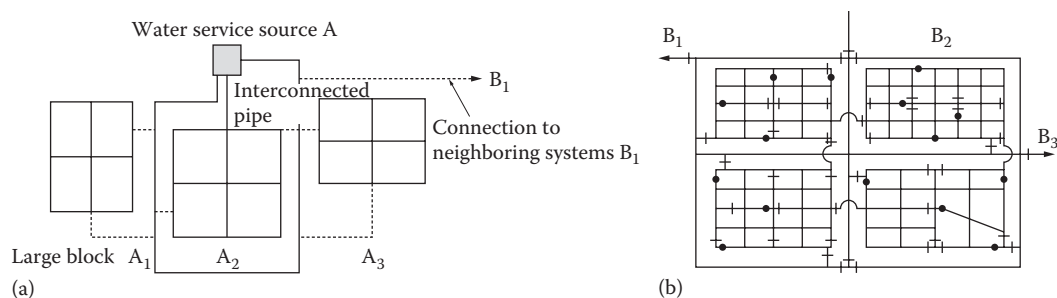 Water service source A
B1
Interconnected
pipe
Connection to
neighboring systems B1
Large block
A1
A2
A3
(a)
B1
B2
B3
(b)